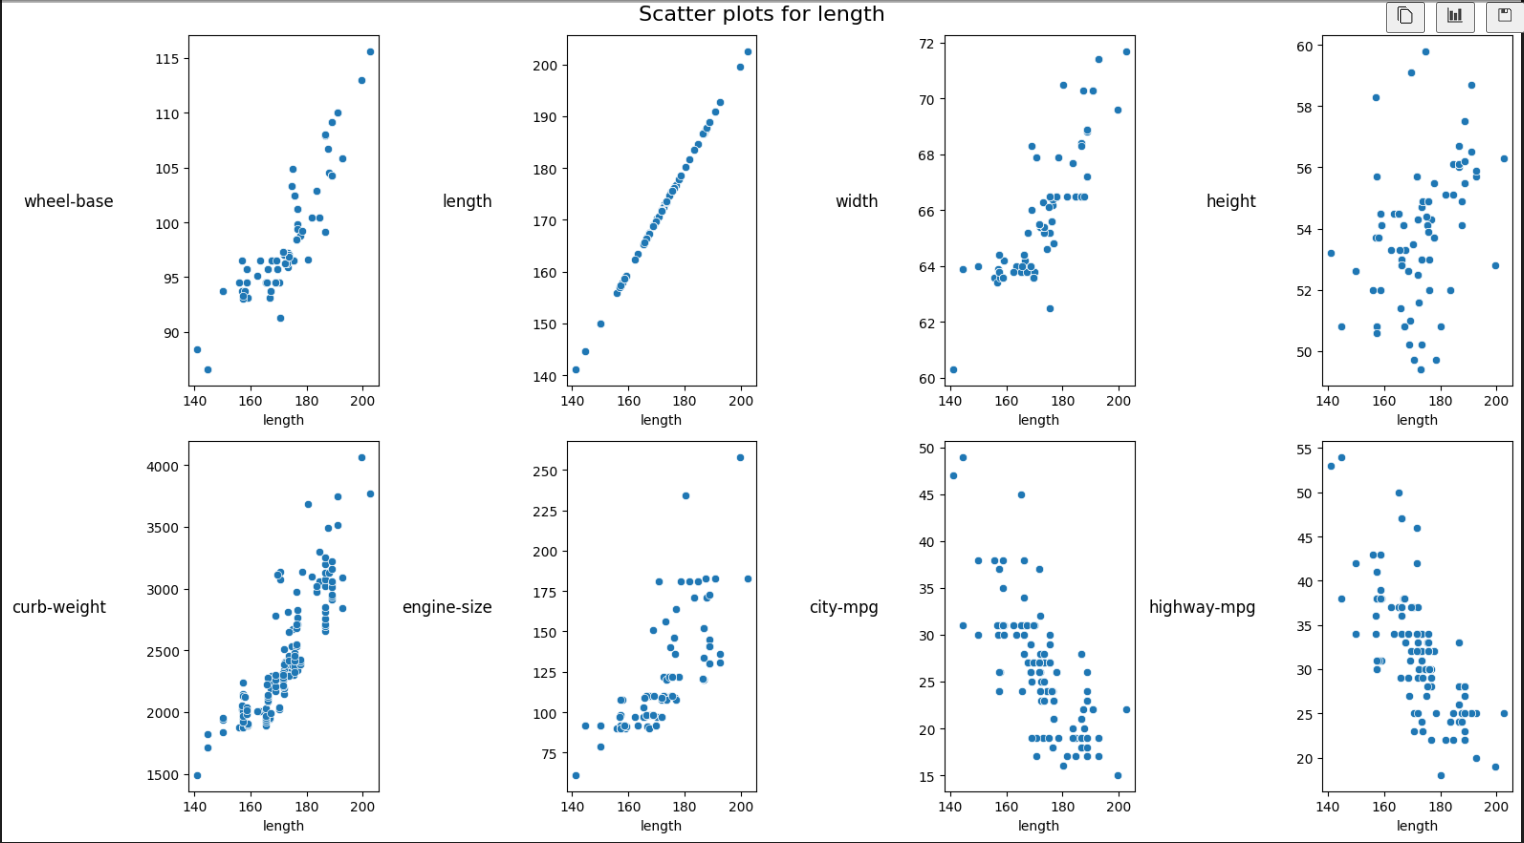 Scatter plots for length
wheel-base
115
110
105
100
95
90
140 160 180 200
length
length
200
190
180
170
160
150
140
140 160 180 200
length
width
72
70
68
66
64
62
60
140 160 180 200
length
height
60
58
56
54
52
50
140 160 180 200
length
curb-weight
4000
3500
3000
2500
2000
1500
140 160 180 200
length
engine-size
250
225
200
175
150
125
100
75
140 160 180 200
length
city-mpg
50
45
40
35
30
25
20
15
140 160 180 200
length
highway-mpg
55
50
45
40
35
30
25
20
140 160 180 200
length